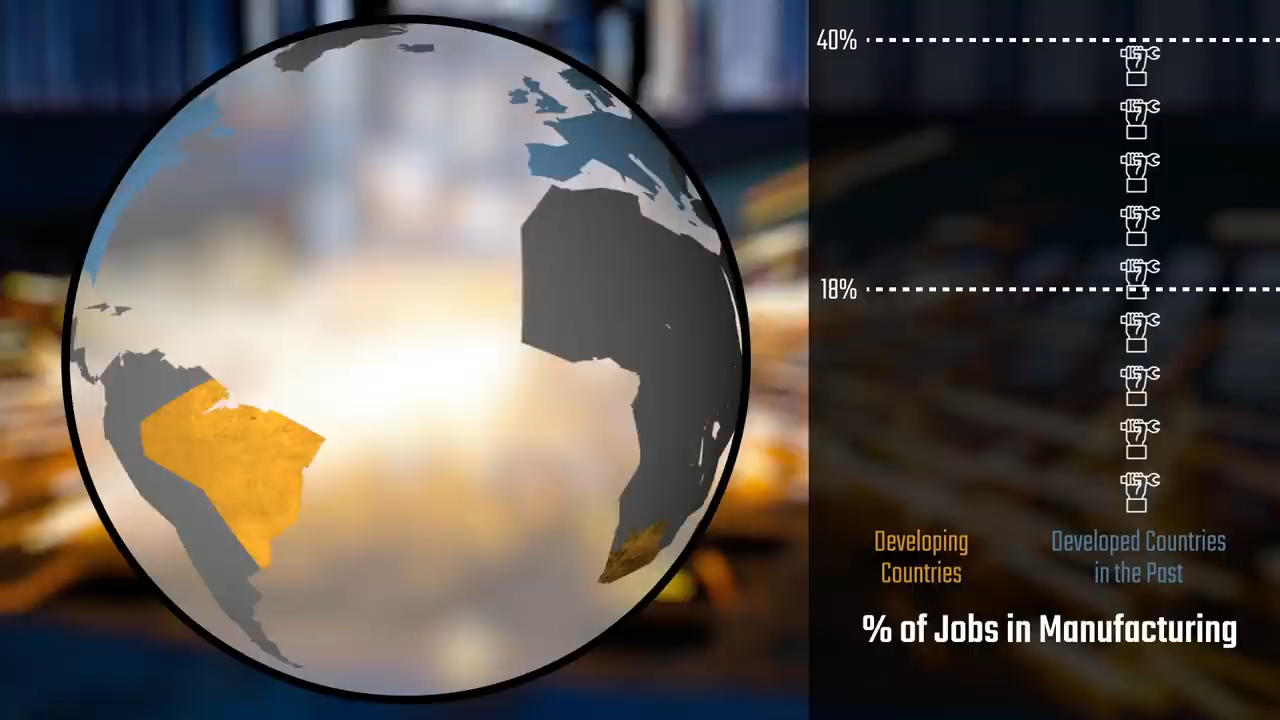 40%
18%
Developing
Countries
Developed Countries
in the Past
% of Jobs in Manufacturing